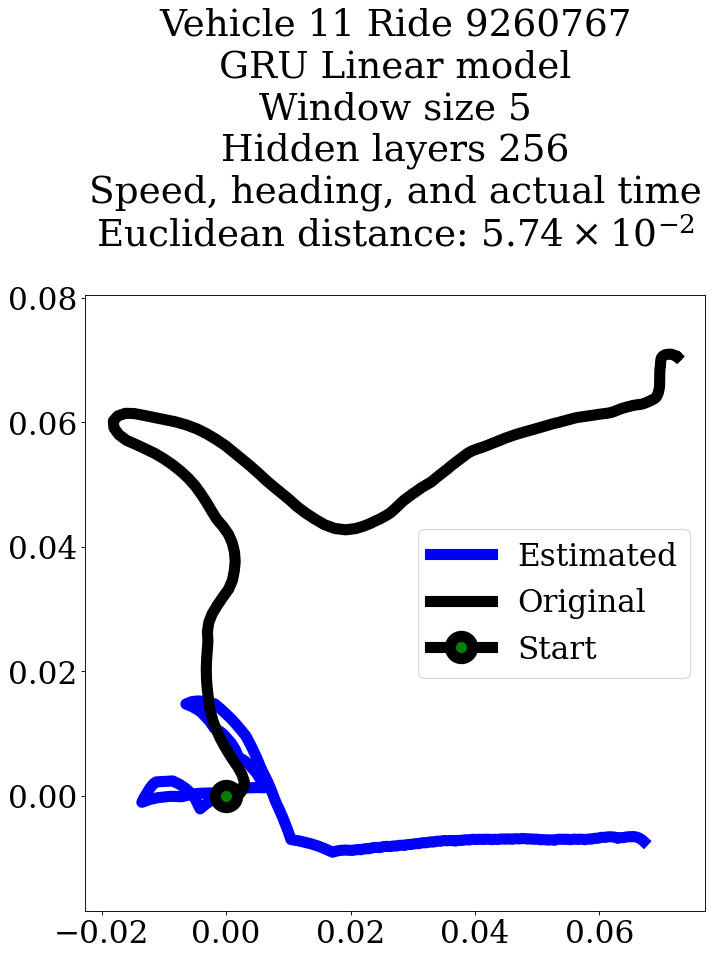 Vehicle 11 Ride 9260767
GRU Linear model
Window size 5
Hidden layers 256
Speed, heading, and actual time
Euclidean distance: 5.74 × 10⁻²
0.08
0.06
0.04
0.02
0.00
Estimated
Original
Start
−0.02 0.00 0.02 0.04 0.06